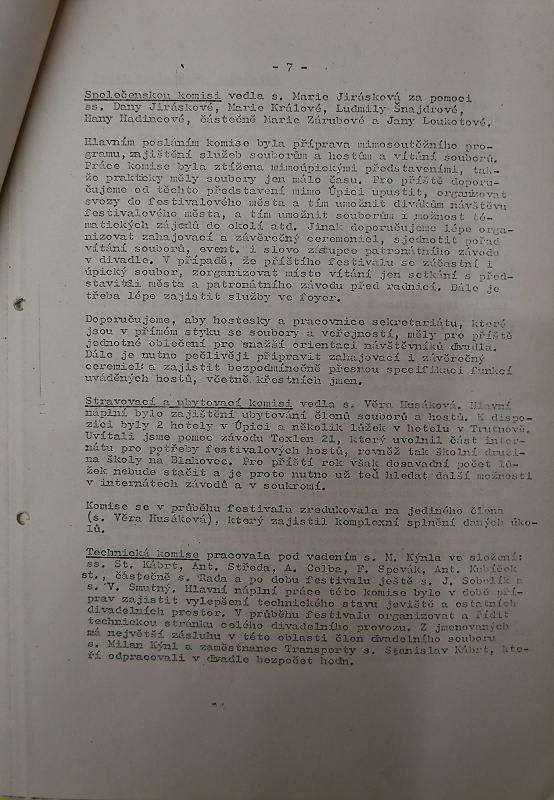 - 7 -
Společenskou komisi vedla s. Marie Jirásková za pomoci
ss. Dany Jiráskové, Marie Králové, Ludmily Šnajdrové,
Hany Hadincové, částečně Marie Zárubové a Jany Loukotové.
Hlavním posláním komise byla příprava mimosoutěžního pro-
gramu, zajištění služeb souborům a hostům a vítání souborů.
Práce komise byla ztížena mimoúpickými představeními, tak-
že prakticky měly soubory jen málo času. Pro příště doporu-
čujeme od těchto představení mimo Úpici upustit, organizovat
svozy do festivalového města a tím umožnit divákům návštěvu
festivalového města, a tím umožnit souborům i možnost té-
matických zájezdů do okolí atd. Jinak doporučujeme lépe orga-
nizovat zahajovací a závěrečný ceremoniel, sjednotit pořad
vítání souborů, event. i slovo zástupce patronátního závodu
v divadle. V případě, že příštího festivalu se zúčastní i
úpický soubor, zorganizovat místo vítání jen setkání s před-
staviteli města a patronátního závodu před radnicí. Dále je
třeba lépe zajistit služby ve foyer.
Doporučujeme, aby hostesky a pracovnice sekretariátu, které
jsou v přímém styku se soubory a veřejností, měly pro příště
jednotné oblečení pro snažší orientaci návštěvníků divadla.
Dále je nutno pečlivěji připravit zahajovací i závěrečný
ceremiel a zajistit bezpodmínečně přesnou specifikaci funkcí
uváděných hostů, včetně křestních jmen.
Stravovací a ubytovací komisi vedla s. Věra Husáková. Hlavní
náplní bylo zajištění ubytování členů souborů a hostů. K dispo-
zici byly 2 hotely v Úpici a několik lůžek v hotelu v Trutnově.
Uvítali jsme pomoc závodu Texlen 21, který uvolnil část inter-
nátu pro potřeby festivalových hostů, rovněž tak školní druži-
na školy na Blahovce. Pro příští rok však dosavadní počet lů-
žek nebude stačit a je proto nutno už teď hledat další možnosti
v internátech závodů a v soukromí.
Komise se v průběhu festivalu zredukovala na jediného člena
(s. Věra Husáková), který zajistil komplexní splnění daných úko-
lů.
Technická komise pracovala pod vedením s. M. Kýnla ve složení:
ss. St. Kábrt, Ant. Středa, A. Celba, F. Spevák, Ant. Kubíček
st., částečně s. Rada a po dobu festivalu ještě s. J. Sobolík a
s. V. Smutný. Hlavní náplní práce této komise bylo v době pří-
prav zajistit vylepšení technického stavu jeviště a ostatních
divadelních prostor. V průběhu festivalu organizovat a řídit
technickou stránku celého divadelního provozu. Z jmenovaných
má největší zásluhu v této oblasti člen divadelního souboru
s. Milan Kýnl a zaměstnanec Transporty s. Stanislav Kábrt, kte-
ří odpracovali v divadle bezpočet hodn.